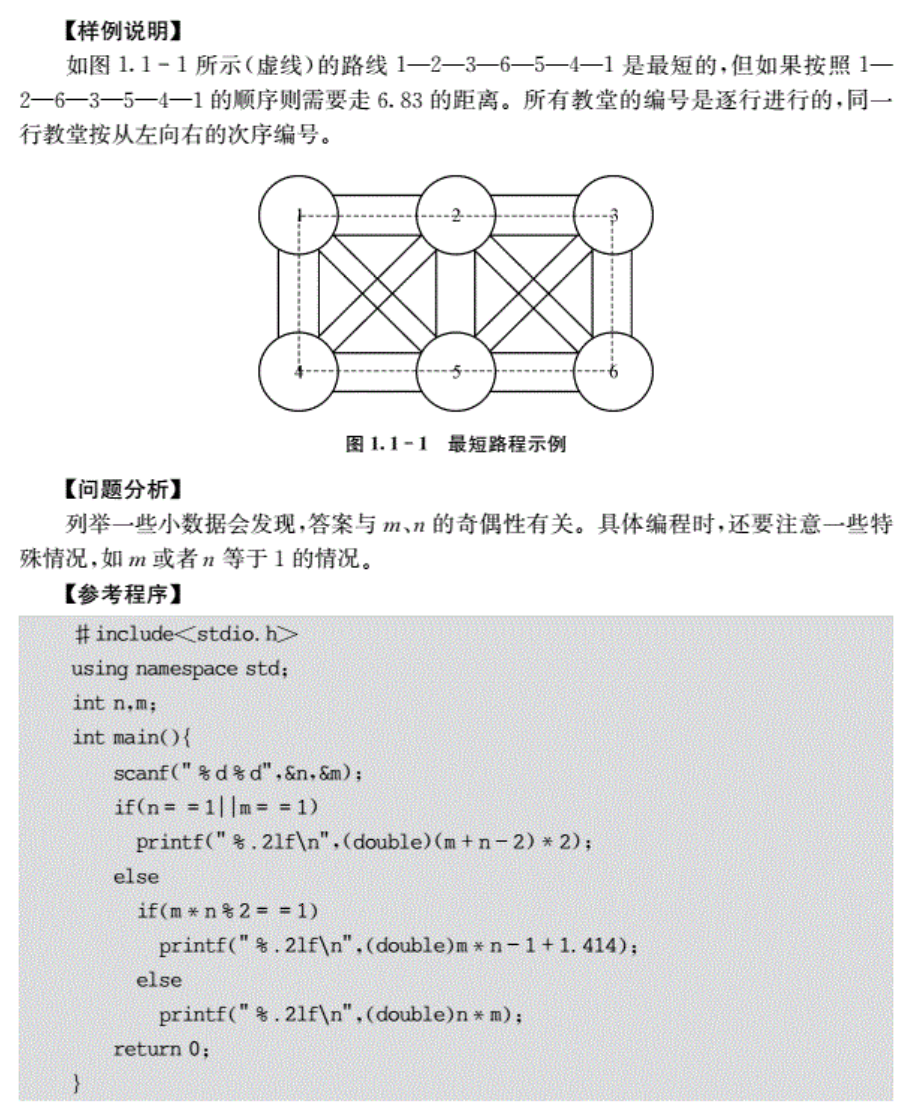 【样例说明】
如图 1.1-1 所示(虚线)的路线 1—2—3—6—5—4—1 是最短的,但如果按照 1—
2—6—3—5—4—1 的顺序则需要走 6.83 的距离。所有教堂的编号是逐行进行的,同一
行教堂按从左向右的次序编号。
1 2 3
4 5 6
图 1.1-1 最短路程示例
【问题分析】
列举一些小数据会发现,答案与 m、n 的奇偶性有关。具体编程时,还要注意一些特
殊情况,如 m 或者 n 等于 1 的情况。
【参考程序】
#include<stdio.h>
using namespace std;
int n,m;
int main(){
scanf("%d%d",&n,&m);
if(n==1||m==1)
printf("%.2lf\n",(double)(m+n-2)*2);
else
if(m*n%2==1)
printf("%.2lf\n",(double)m*n-1+1.414);
else
printf("%.2lf\n",(double)n*m);
return 0;
}